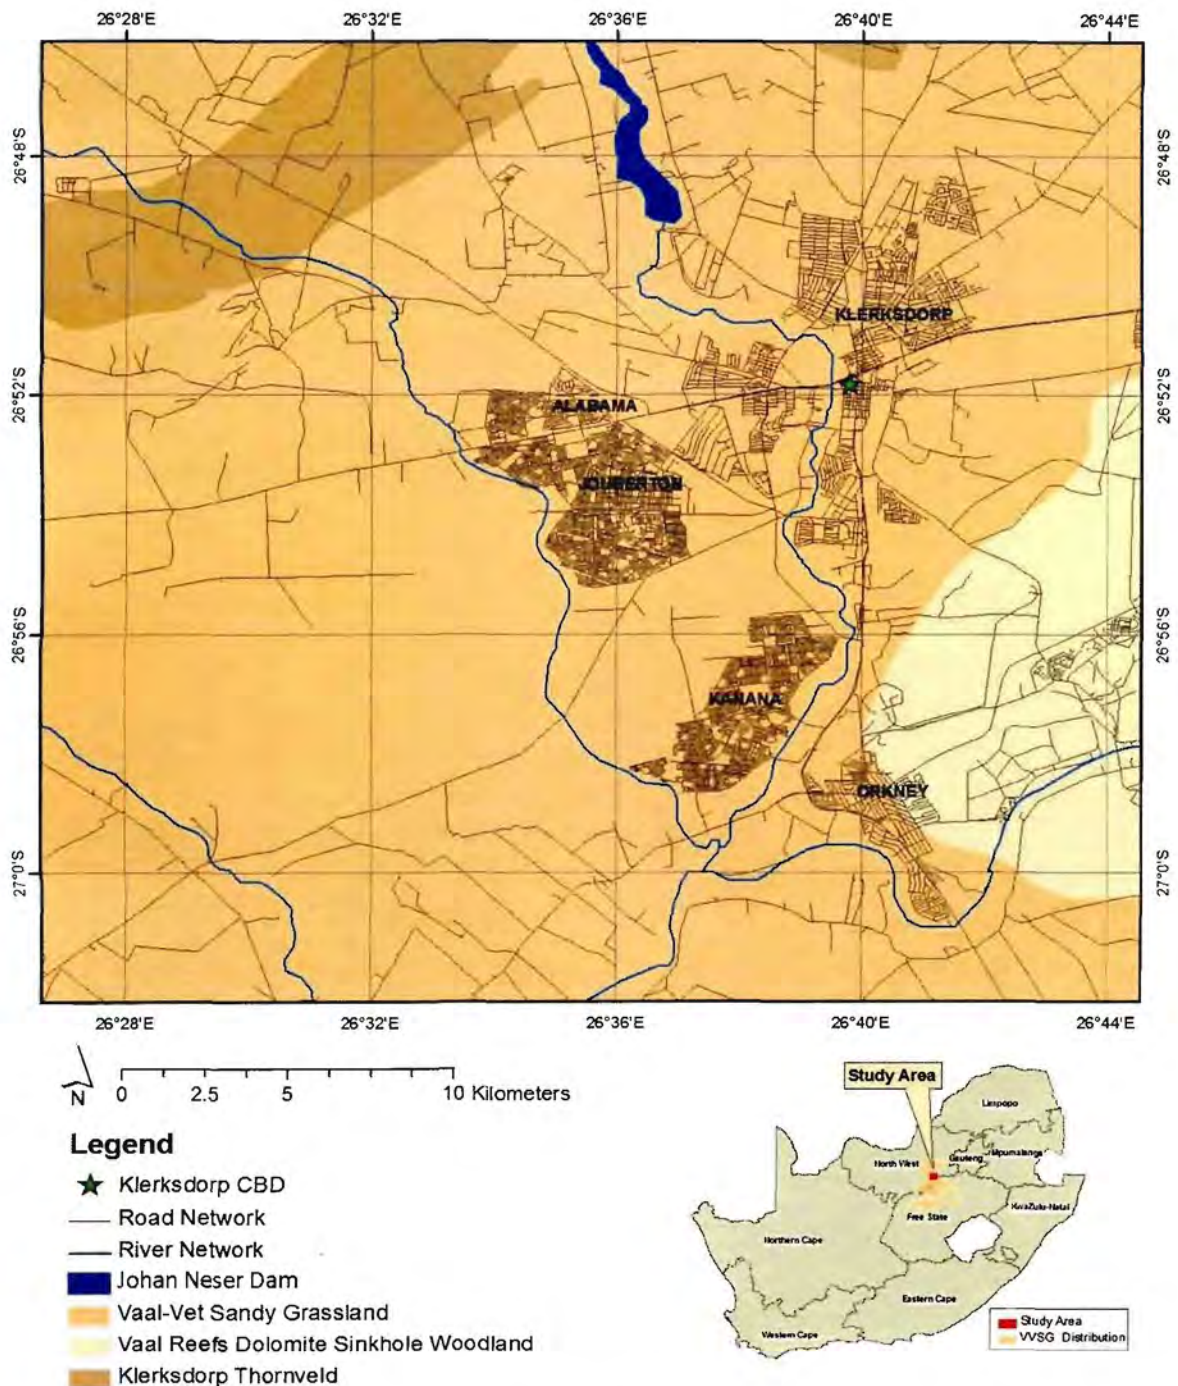 26°28'E 26°32'E 26°36'E 26°40'E 26°44'E
26°48'S 26°48'S
KLERKSDORP
26°52'S 26°52'S
ALABAMA
JOUBERTON
26°56'S 26°56'S
KANANA
ORKNEY
27°0'S 27°0'S
26°28'E 26°32'E 26°36'E 26°40'E 26°44'E
N 0 2.5 5 10 Kilometers
Legend
Klerksdorp CBD
Road Network
River Network
Johan Neser Dam
Vaal-Vet Sandy Grassland
Vaal Reefs Dolomite Sinkhole Woodland
Klerksdorp Thornveld
Study Area
Limpopo
North West Gauteng Mpumalanga
KwaZulu-Natal
Free State
Northern Cape
Eastern Cape
Western Cape
Study Area
VVSG Distribution